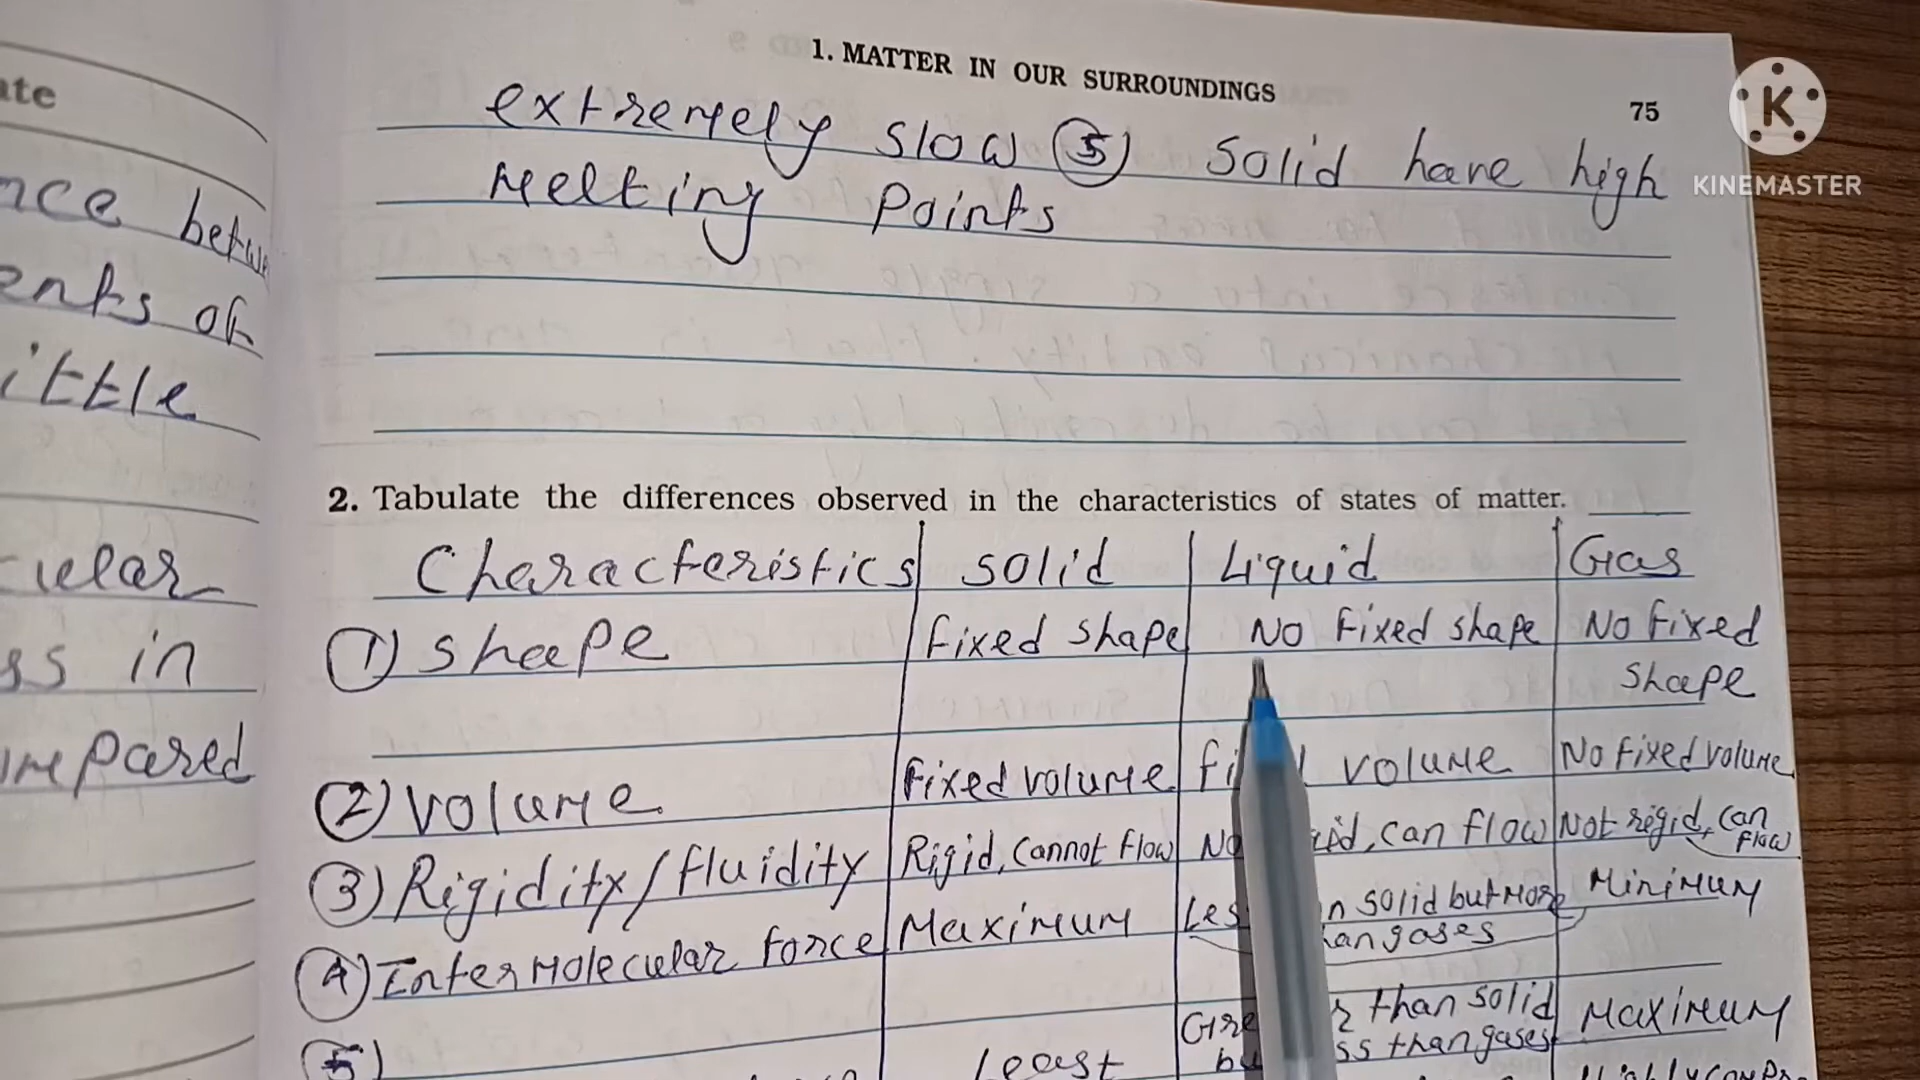 1. MATTER IN OUR SURROUNDINGS
75
KINEMASTER
extremely slow (5) solid have high
melting points
ate
nce betw
ents of
ittle
cular
ss in
mpared
2. Tabulate the differences observed in the characteristics of states of matter.
Characteristics solid Liquid Gas
(1) shape fixed shape No fixed shape No fixed
shape
(2) volume fixed volume volume No fixed volume
(3) Rigidity/fluidity Rigid, cannot flow can flow Not rigid, can
flow
(4) Intermolecular force Maximum solid but more Minimum
gases
than solid Maximum
(5) Least than gases